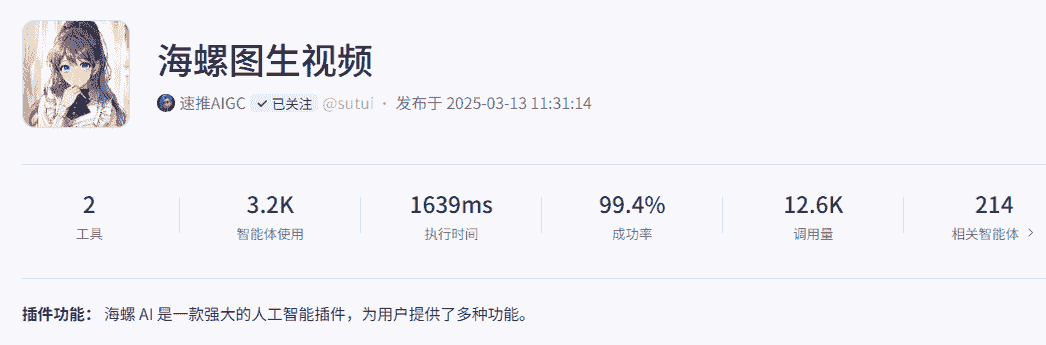 海螺图生视频
速推AIGC 已关注 @sutui · 发布于 2025-03-13 11:31:14
2 3.2K 1639ms 99.4% 12.6K 214
工具 智能体使用 执行时间 成功率 调用量 相关智能体
插件功能： 海螺 AI 是一款强大的人工智能插件，为用户提供了多种功能。